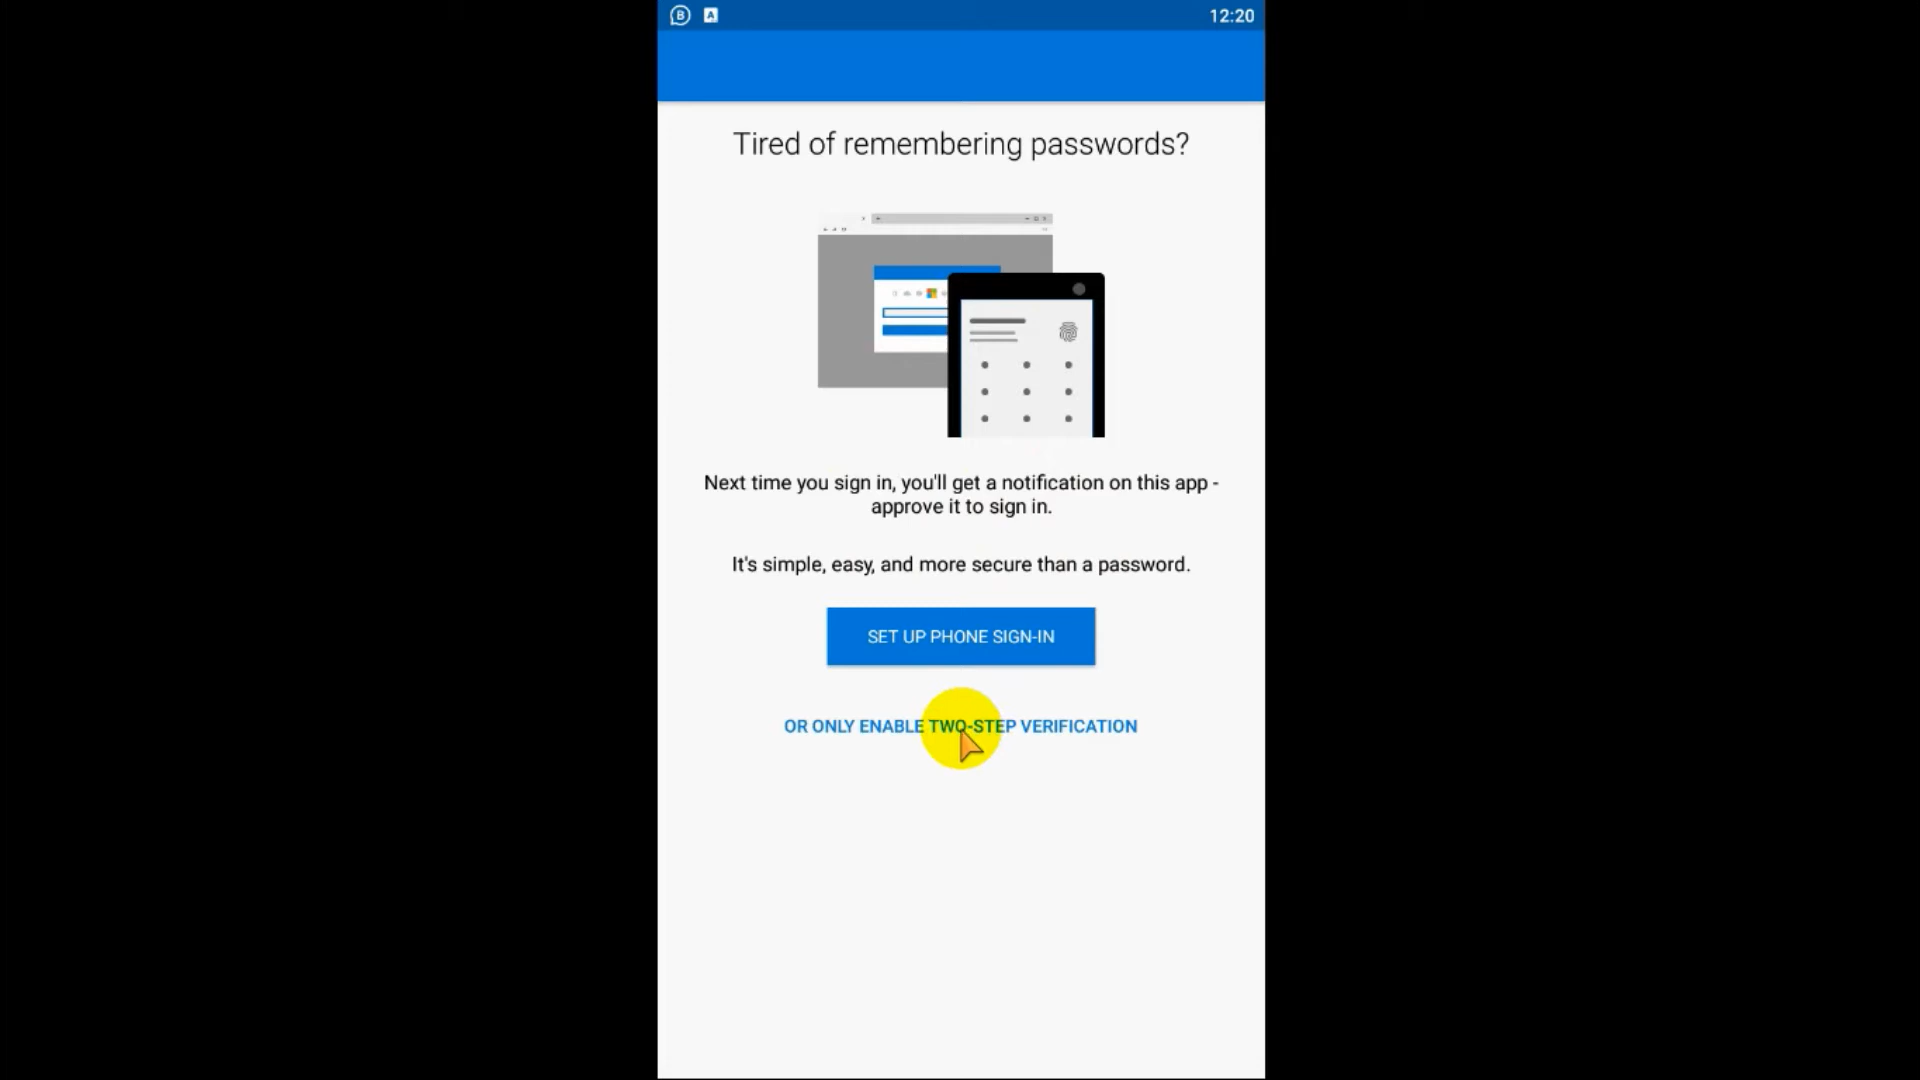 12:20
Tired of remembering passwords?
Next time you sign in, you'll get a notification on this app -
approve it to sign in.
It's simple, easy, and more secure than a password.
SET UP PHONE SIGN-IN
OR ONLY ENABLE TWO-STEP VERIFICATION